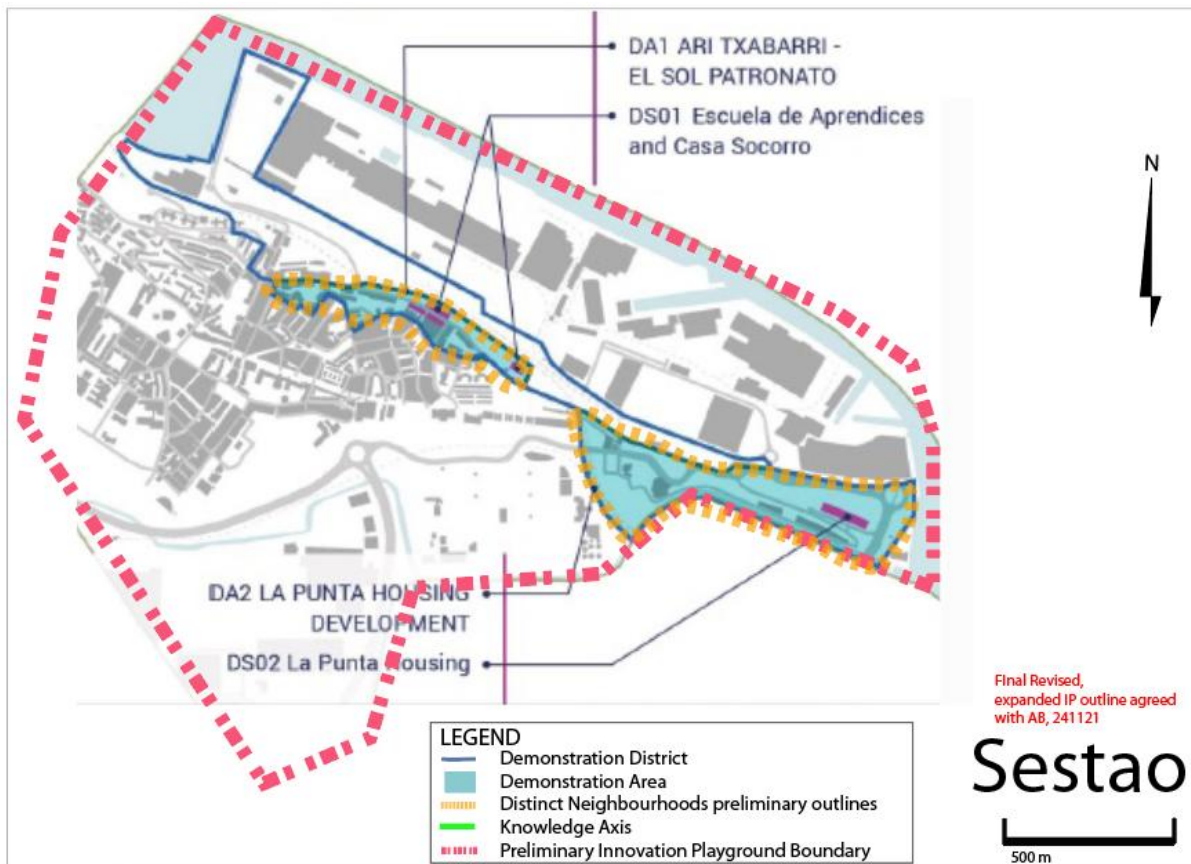 DA1 ARI TXABARRI -
EL SOL PATRONATO
DS01 Escuela de Aprendices
and Casa Socorro
N
DA2 LA PUNTA HOUSING
DEVELOPMENT
DS02 La Punta Housing
FInal Revised,
expanded IP outline agreed
with AB, 241121
Sestao
500 m
LEGEND
Demonstration District
Demonstration Area
Distinct Neighbourhoods preliminary outlines
Knowledge Axis
Preliminary Innovation Playground Boundary